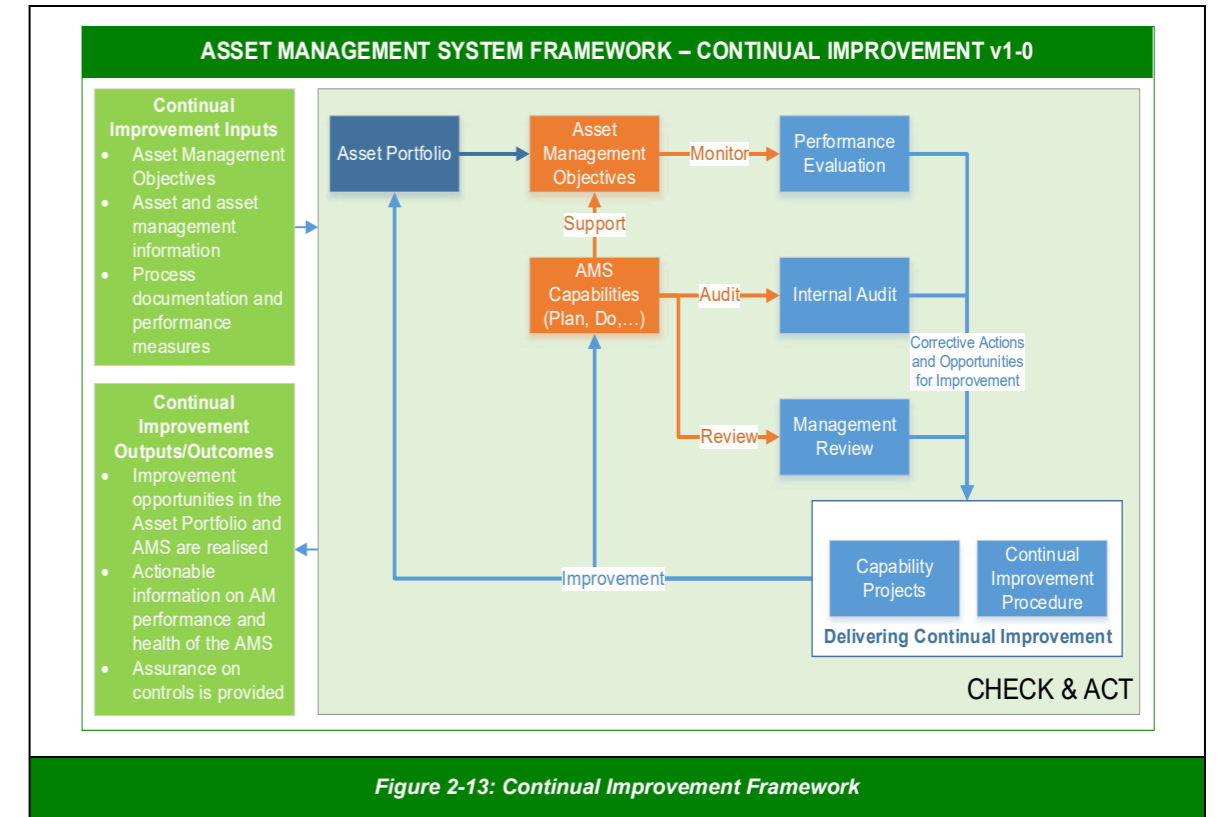 ASSET MANAGEMENT SYSTEM FRAMEWORK – CONTINUAL IMPROVEMENT v1-0
Continual
Improvement Inputs
• Asset Management
Objectives
• Asset and asset
management
information
• Process
documentation and
performance
measures
Continual
Improvement
Outputs/Outcomes
• Improvement
opportunities in the
Asset Portfolio and
AMS are realised
• Actionable
information on AM
performance and
health of the AMS
• Assurance on
controls is provided
Asset Portfolio
Asset
Management
Objectives
Monitor
Performance
Evaluation
Support
AMS
Capabilities
(Plan, Do,...)
Audit
Internal Audit
Corrective Actions
and Opportunities
for Improvement
Review
Management
Review
Improvement
Capability
Projects
Continual
Improvement
Procedure
Delivering Continual Improvement
CHECK & ACT
Figure 2-13: Continual Improvement Framework